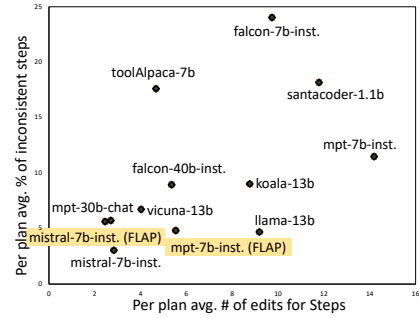 25
falcon-7b-inst.
20
toolAlpaca-7b
santacoder-1.1b
15
mpt-7b-inst.
10
falcon-40b-inst.
koala-13b
mpt-30b-chat
vicuna-13b
llama-13b
5
mistral-7b-inst. (FLAP)
mpt-7b-inst. (FLAP)
mistral-7b-inst.
0
0 2 4 6 8 10 12 14 16
Per plan avg. # of edits for Steps
Per plan avg. % of inconsistent steps